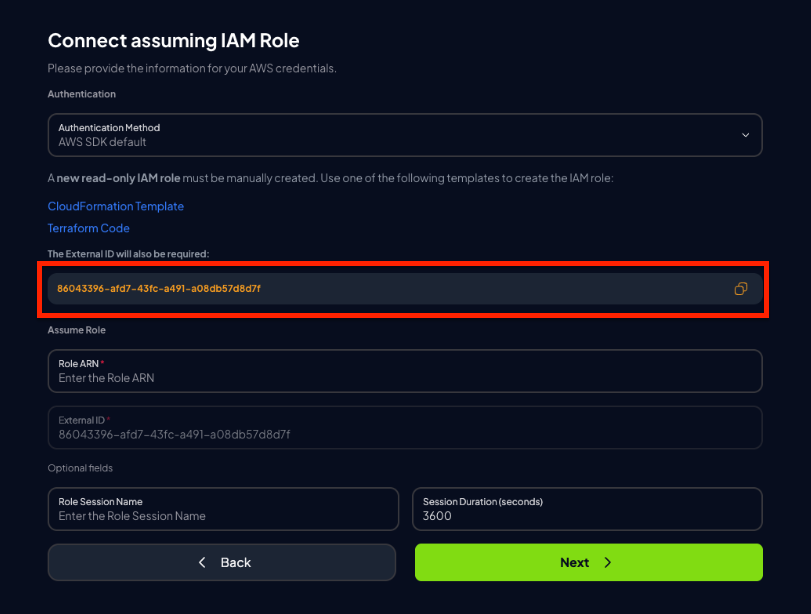 Connect assuming IAM Role
Please provide the information for your AWS credentials.
Authentication
Authentication Method
AWS SDK default
A new read-only IAM role must be manually created. Use one of the following templates to create the IAM role:
CloudFormation Template
Terraform Code
The External ID will also be required:
86043396-afd7-43fc-a491-a08db57d8d7f
Assume Role
Role ARN *
Enter the Role ARN
External ID *
86043396-afd7-43fc-a491-a08db57d8d7f
Optional fields
Role Session Name
Enter the Role Session Name
Session Duration (seconds)
3600
Back
Next